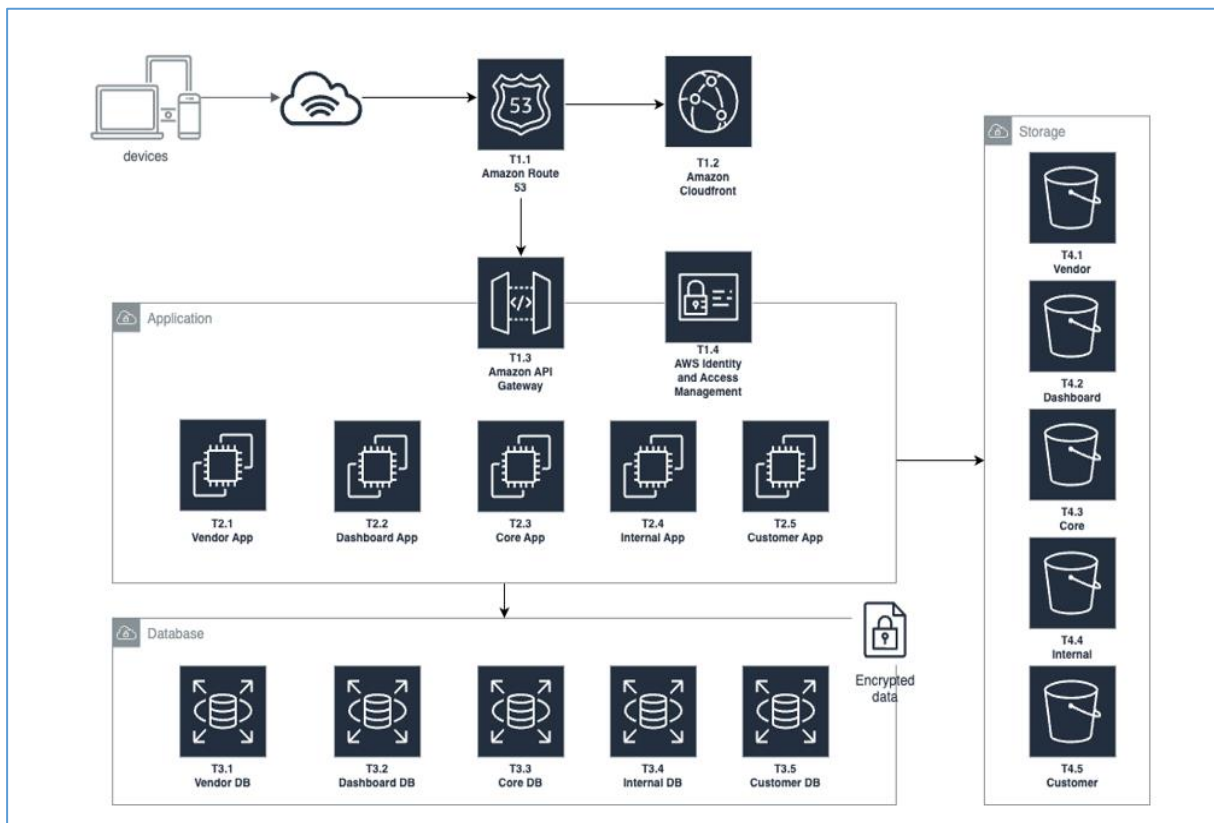 devices
53
T1.1
Amazon Route
53
T1.2
Amazon
Cloudfront
Storage
T4.1
Vendor
T4.2
Dashboard
T4.3
Core
T4.4
Internal
T4.5
Customer
Application
</>
T1.3
Amazon API
Gateway
T1.4
AWS Identity
and Access
Management
T2.1
Vendor App
T2.2
Dashboard App
T2.3
Core App
T2.4
Internal App
T2.5
Customer App
Database
Encrypted
data
T3.1
Vendor DB
T3.2
Dashboard DB
T3.3
Core DB
T3.4
Internal DB
T3.5
Customer DB